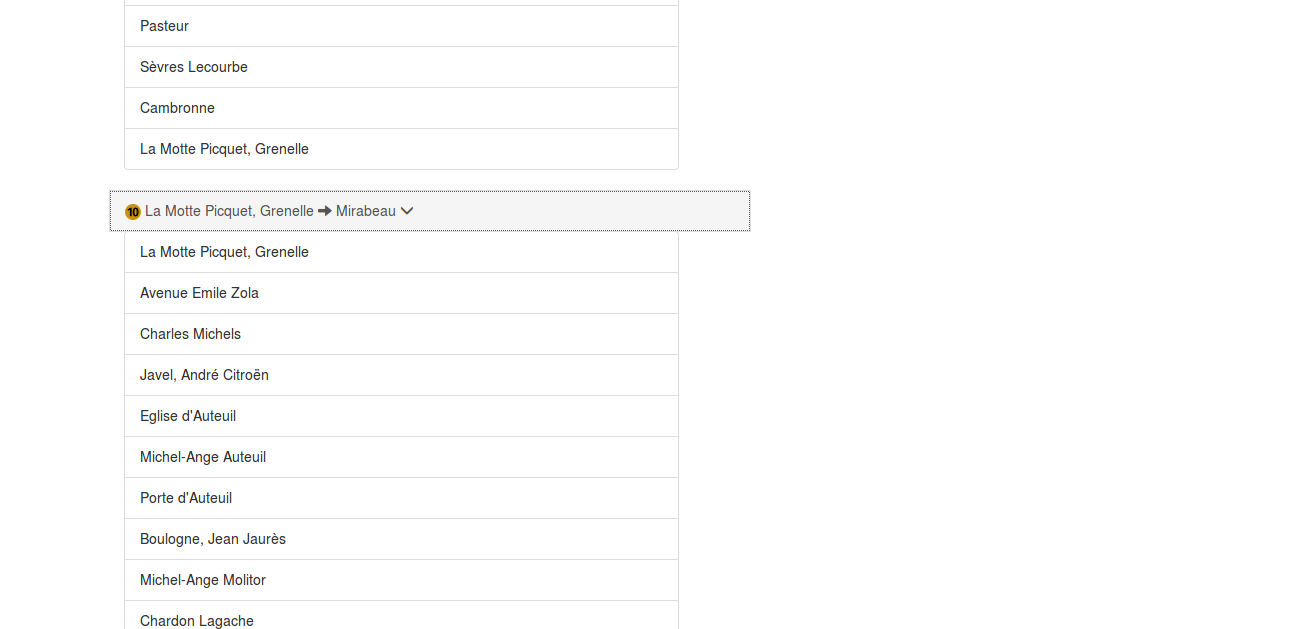 Pasteur
Sèvres Lecourbe
Cambronne
La Motte Picquet, Grenelle
10 La Motte Picquet, Grenelle ➡ Mirabeau
La Motte Picquet, Grenelle
Avenue Emile Zola
Charles Michels
Javel, André Citroën
Eglise d'Auteuil
Michel-Ange Auteuil
Porte d'Auteuil
Boulogne, Jean Jaurès
Michel-Ange Molitor
Chardon Lagache